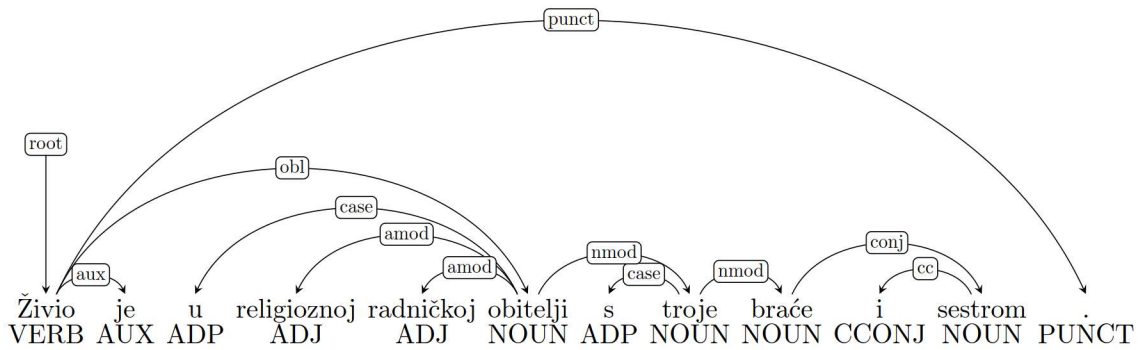 punct
root
obl
case
amod
nmod
conj
aux
amod
case
nmod
cc
Živio je u religioznoj radničkoj obitelji s troje braće i sestrom .
VERB AUX ADP ADJ ADJ NOUN ADP NOUN NOUN CCONJ NOUN PUNCT